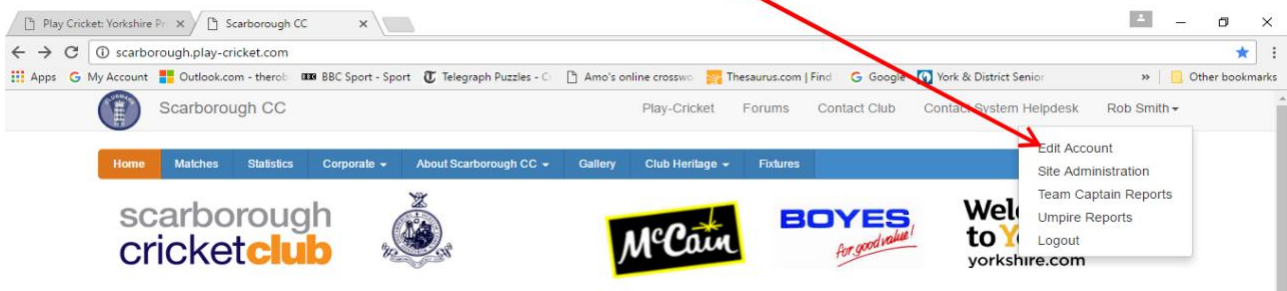 Play Cricket: Yorkshire Pr
Scarborough CC
scarborough.play-cricket.com
Apps
My Account
Outlook.com - therob
BBC Sport - Sport
Telegraph Puzzles - C
Amo's online crosswo
Thesaurus.com | Find
Google
York & District Senior
»
Other bookmarks
Scarborough CC
Play-Cricket
Forums
Contact Club
Contact System Helpdesk
Rob Smith
Home
Matches
Statistics
Corporate
About Scarborough CC
Gallery
Club Heritage
Fixtures
Edit Account
Site Administration
Team Captain Reports
Umpire Reports
Logout
scarborough
cricketclub
McCain
BOYES
for good value!
Wel
to Y
yorkshire.com